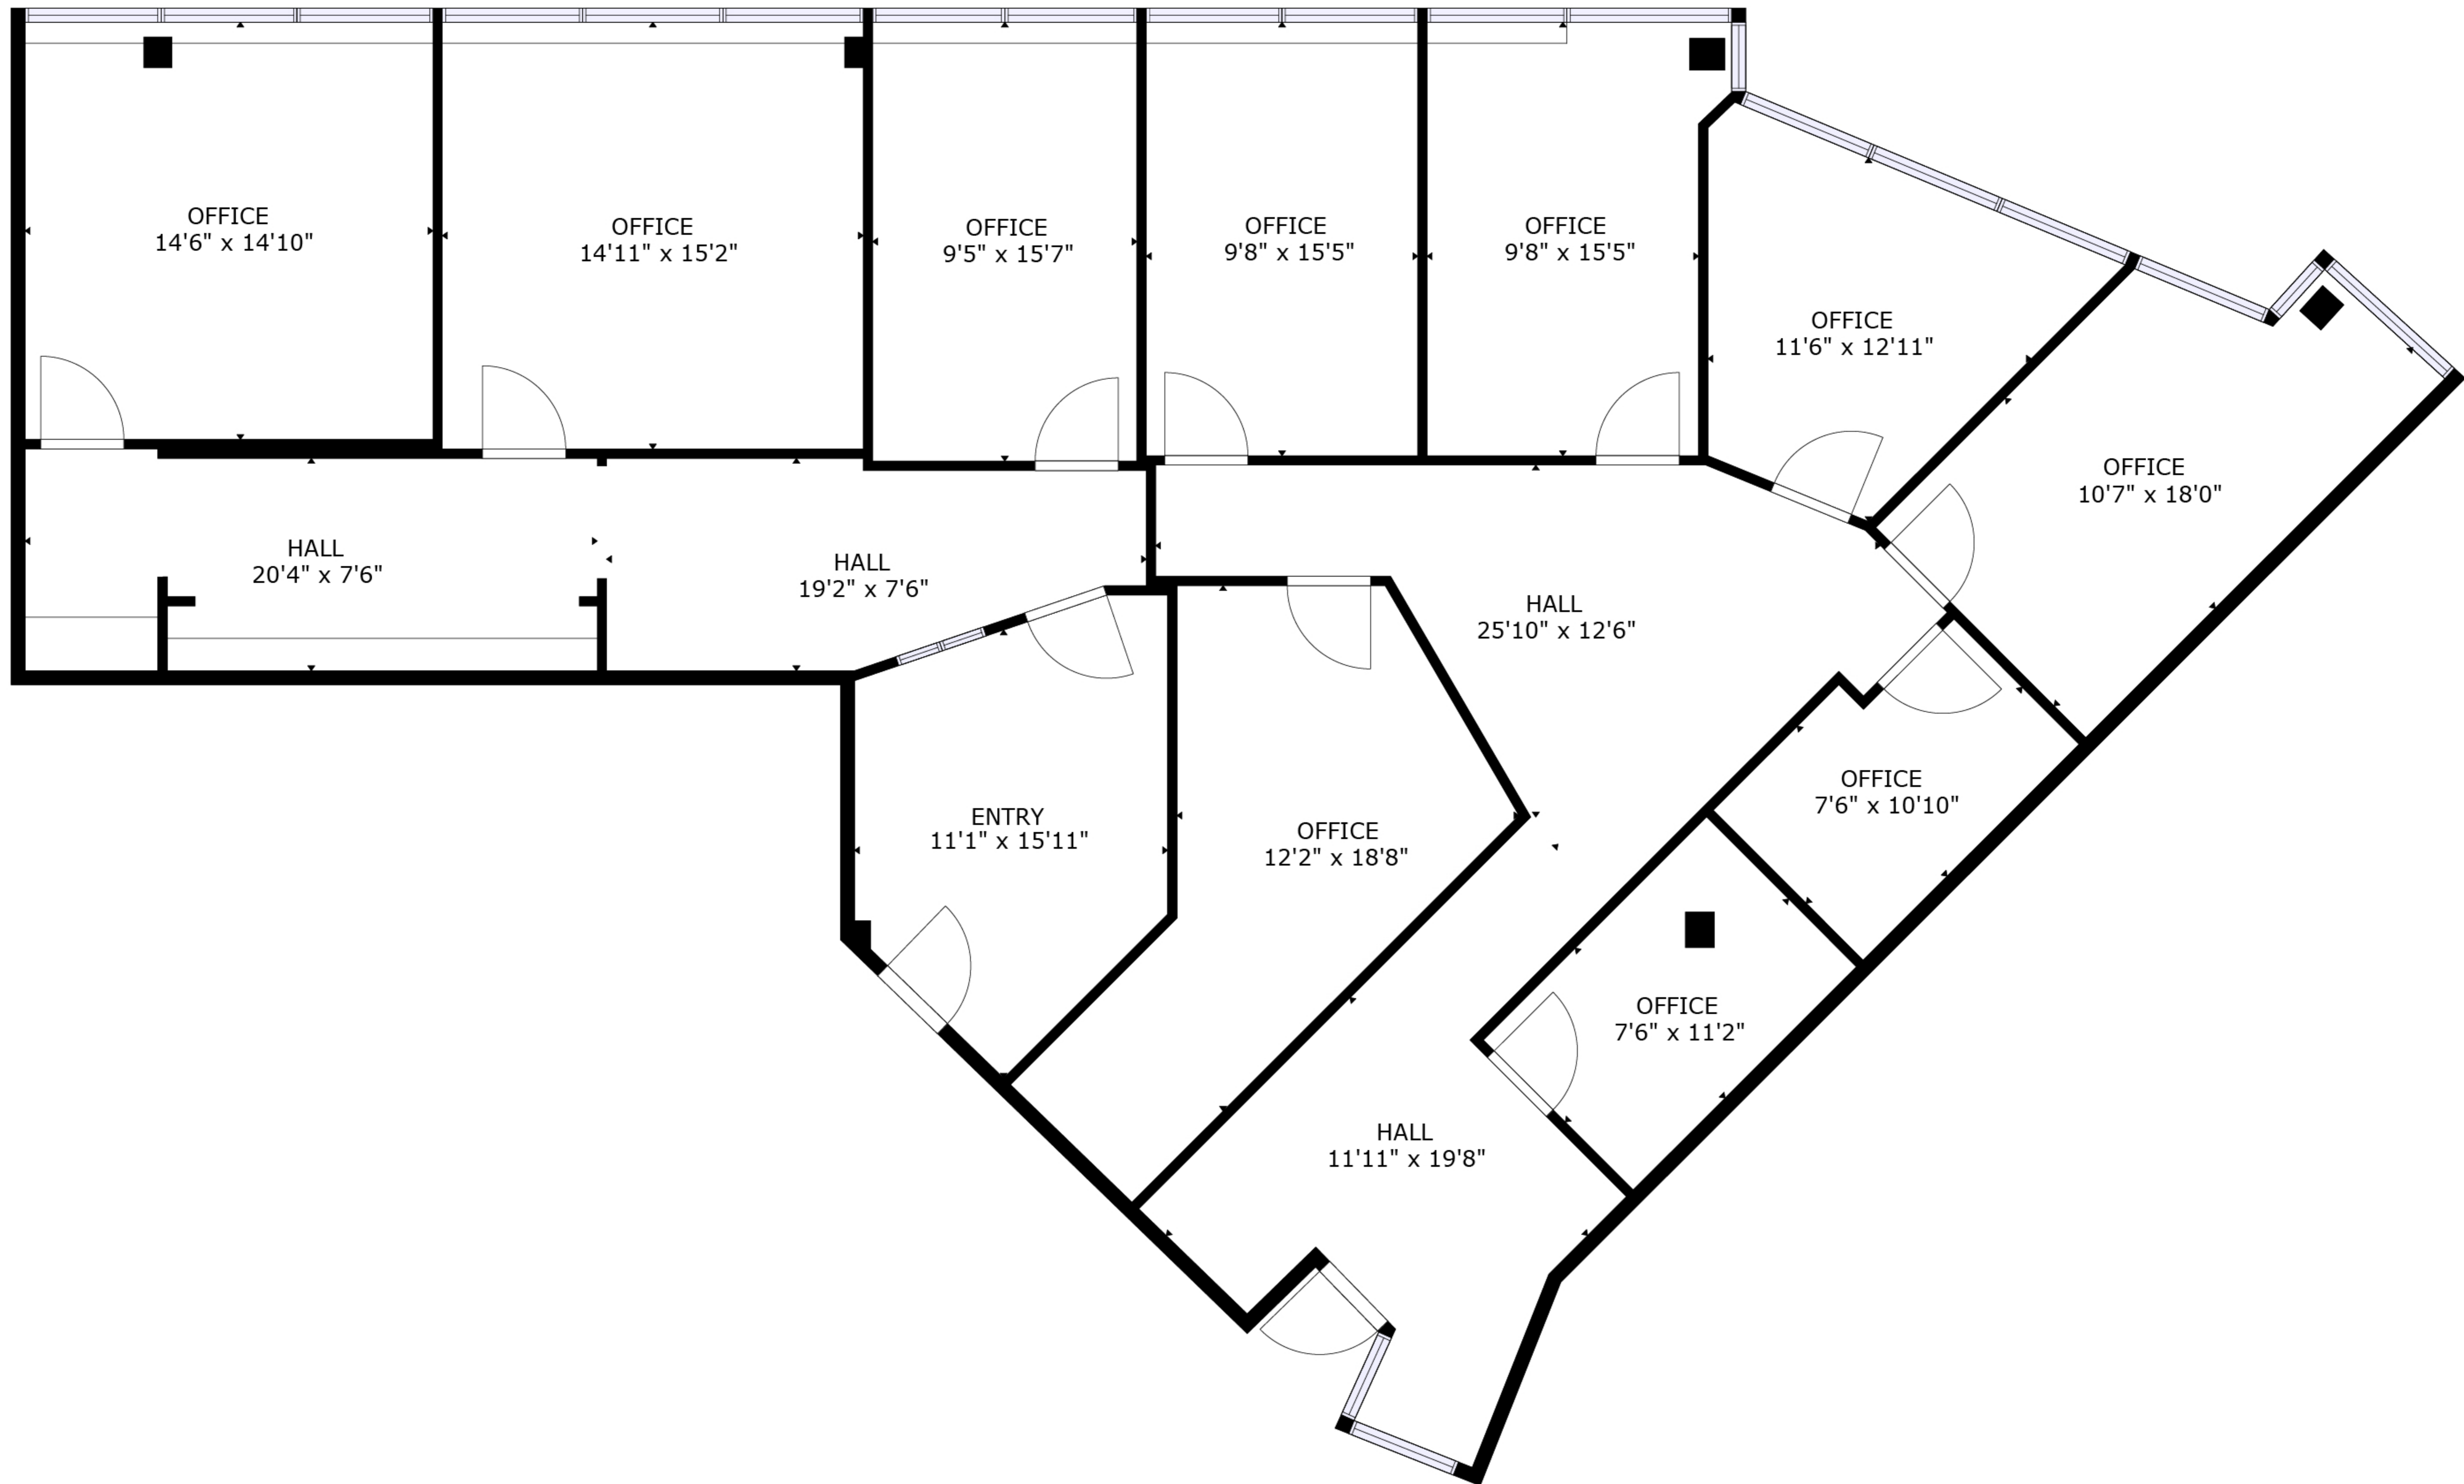 OFFICE
14'6" x 14'10"
OFFICE
14'11" x 15'2"
OFFICE
9'5" x 15'7"
OFFICE
9'8" x 15'5"
OFFICE
9'8" x 15'5"
OFFICE
11'6" x 12'11"
OFFICE
10'7" x 18'0"
HALL
20'4" x 7'6"
HALL
19'2" x 7'6"
HALL
25'10" x 12'6"
ENTRY
11'1" x 15'11"
OFFICE
12'2" x 18'8"
OFFICE
7'6" x 10'10"
OFFICE
7'6" x 11'2"
HALL
11'11" x 19'8"